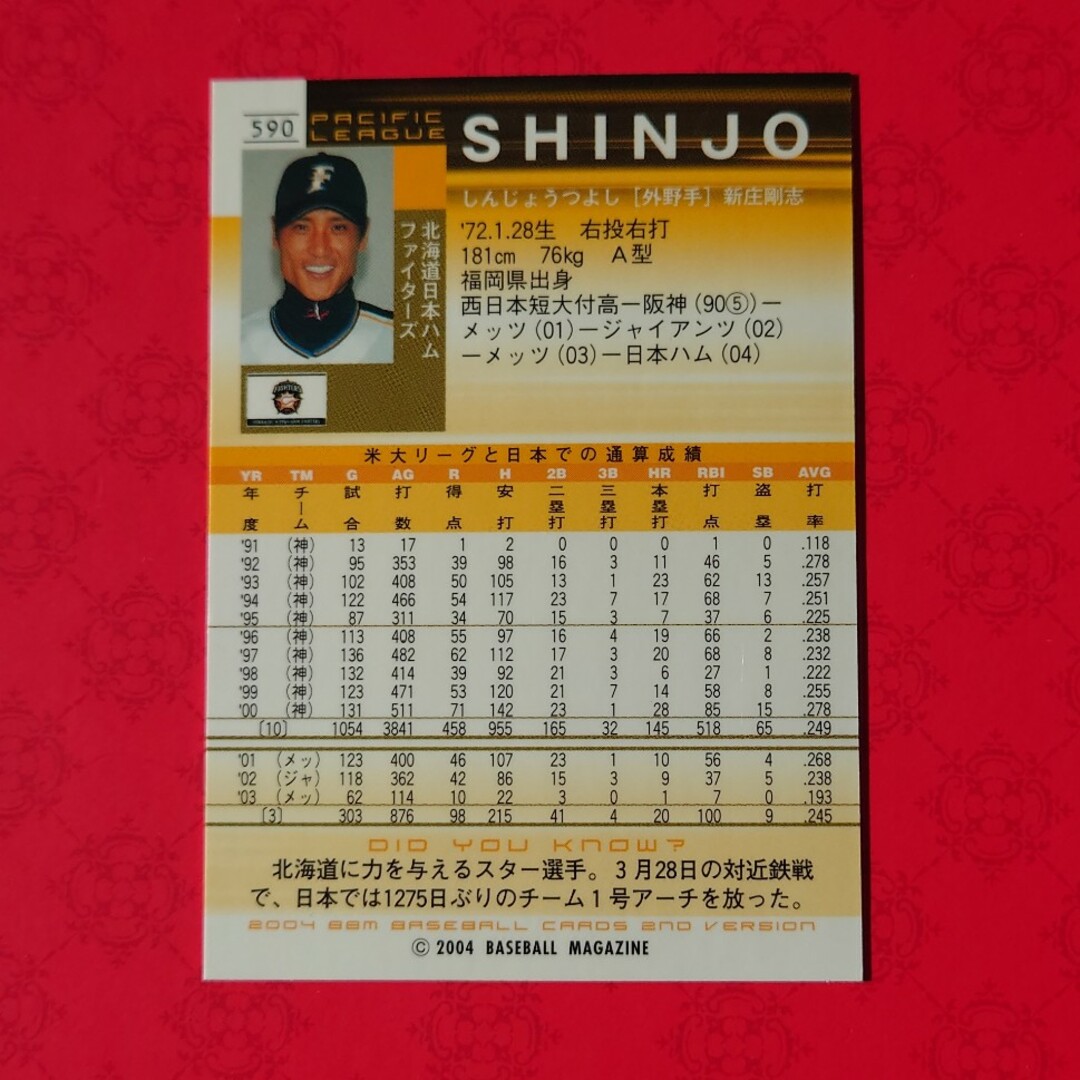 590
PACIFIC
LEAGUE
SHINJO
しんじょうつよし [外野手] 新庄剛志
'72.1.28生 右投右打
181cm 76kg A型
福岡県出身
西日本短大付高ー阪神(90⑤)ー
メッツ(01)ージャイアンツ(02)
ーメッツ(03)ー日本ハム(04)
北海道日本ハム
ファイターズ
F
FIGHTERS
米大リーグと日本での通算成績
YR TM G AG R H 2B 3B HR RBI SB AVG
年度 チーム 試合 打数 得点 安打 二塁打 三塁打 本塁打 打点 盗塁 打率
'91 (神) 13 17 1 2 0 0 0 1 0 .118
'92 (神) 95 353 39 98 16 3 11 46 5 .278
'93 (神) 102 408 50 105 13 1 23 62 13 .257
'94 (神) 122 466 54 117 23 7 17 68 7 .251
'95 (神) 87 311 34 70 15 3 7 37 6 .225
'96 (神) 113 408 55 97 16 4 19 66 2 .238
'97 (神) 136 482 62 112 17 3 20 68 8 .232
'98 (神) 132 414 39 92 21 3 6 27 1 .222
'99 (神) 123 471 53 120 21 7 14 58 8 .255
'00 (神) 131 511 71 142 23 1 28 85 15 .278
[10] 1054 3841 458 955 165 32 145 518 65 .249
'01 (メッ) 123 400 46 107 23 1 10 56 4 .268
'02 (ジャ) 118 362 42 86 15 3 9 37 5 .238
'03 (メッ) 62 114 10 22 3 0 1 7 0 .193
[3] 303 876 98 215 41 4 20 100 9 .245
DID YOU KNOW?
北海道に力を与えるスター選手。3月28日の対近鉄戦
で、日本では1275日ぶりのチーム1号アーチを放った。
2004 BBM BASEBALL CARDS 2ND VERSION
© 2004 BASEBALL MAGAZINE